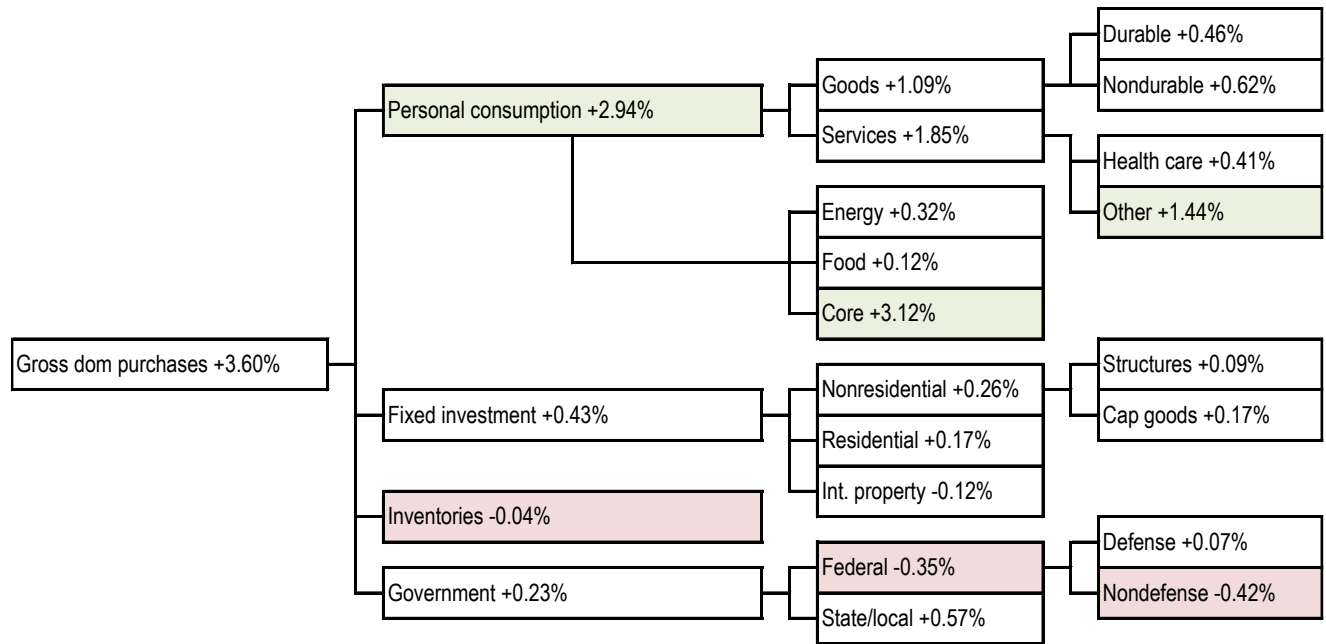 Durable +0.46%
Goods +1.09%
Nondurable +0.62%
Personal consumption +2.94%
Services +1.85%
Health care +0.41%
Energy +0.32%
Other +1.44%
Food +0.12%
Core +3.12%
Gross dom purchases +3.60%
Structures +0.09%
Nonresidential +0.26%
Fixed investment +0.43%
Cap goods +0.17%
Residential +0.17%
Int. property -0.12%
Inventories -0.04%
Defense +0.07%
Federal -0.35%
Government +0.23%
Nondefense -0.42%
State/local +0.57%